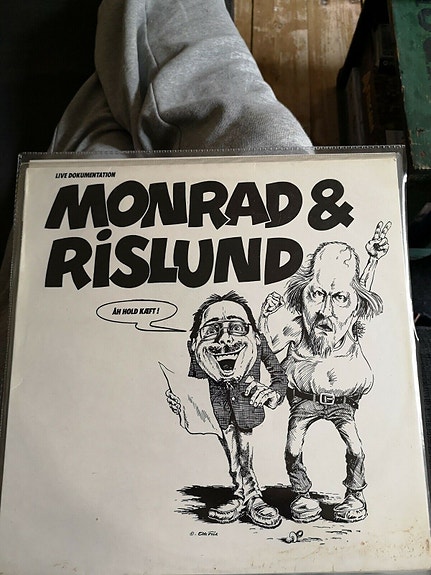 LIVE DOKUMENTATION
MONRAD &
RiSLUND
ÅH HOLD KÆFT !